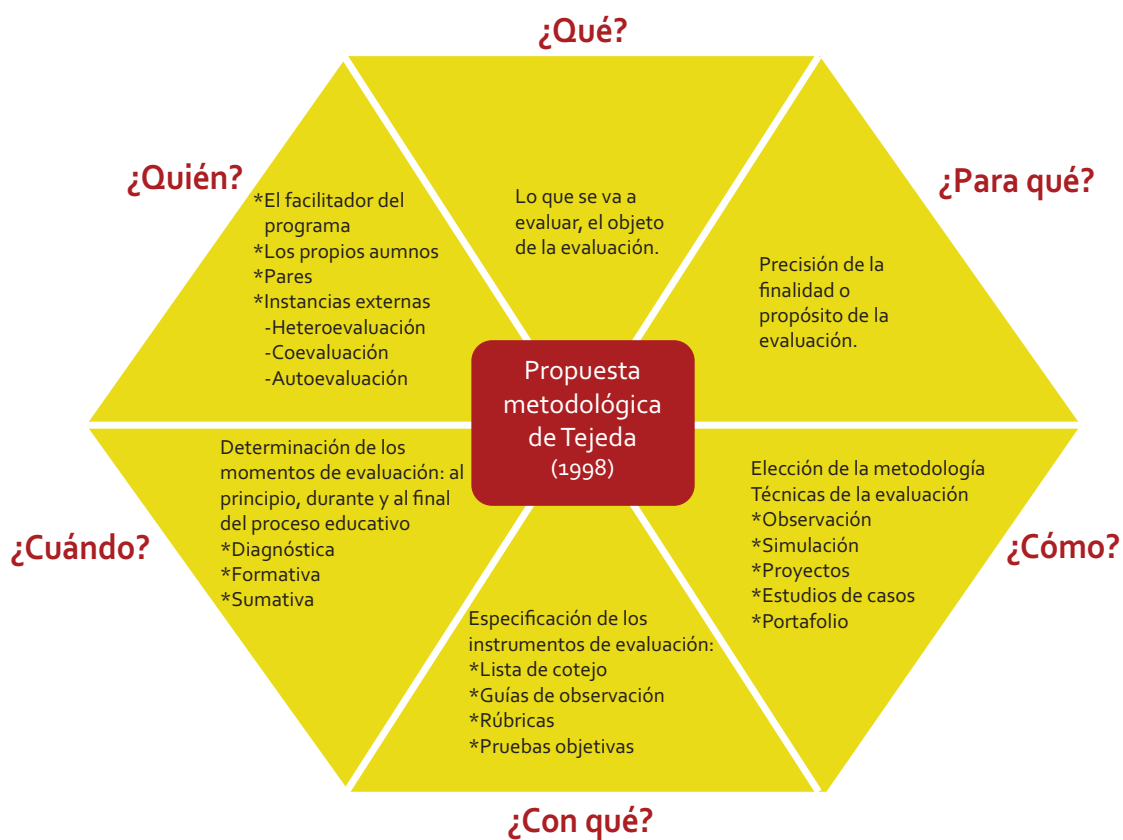 ¿Qué?
Lo que se va a
evaluar, el objeto
de la evaluación.
¿Para qué?
Precisión de la
finalidad o
propósito de la
evaluación.
¿Cómo?
Elección de la metodología
Técnicas de la evaluación
*Observación
*Simulación
*Proyectos
*Estudios de casos
*Portafolio
¿Con qué?
Especificación de los
instrumentos de evaluación:
*Lista de cotejo
*Guías de observación
*Rúbricas
*Pruebas objetivas
¿Cuándo?
Determinación de los
momentos de evaluación: al
principio, durante y al final
del proceso educativo
*Diagnóstica
*Formativa
*Sumativa
¿Quién?
*El facilitador del
programa
*Los propios aumnos
*Pares
*Instancias externas
-Heteroevaluación
-Coevaluación
-Autoevaluación
Propuesta
metodológica
de Tejeda
(1998)